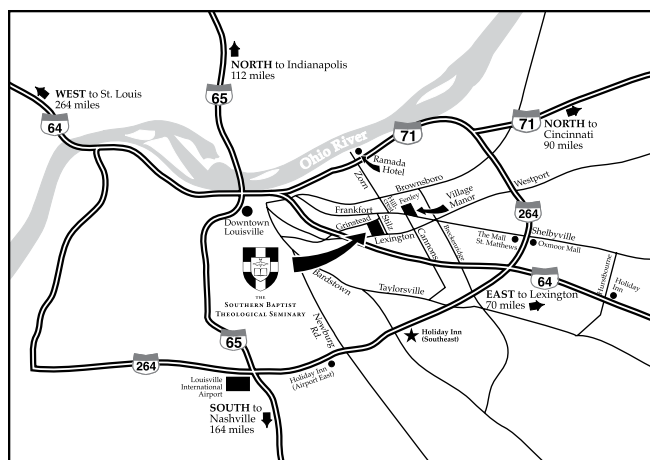 NORTH to Indianapolis
112 miles
65
WEST to St. Louis
264 miles
64
Ohio River
71
71
NORTH to
Cincinnati
90 miles
Ramada
Hotel
Zorn
Brownsboro
Westport
Hillcrest
Fenley
Village
Manor
264
Frankfort
Grinstead
Stilz
Lexington
Cannons
Breckenridge
Shelbyville
The Mall
St. Matthews
Oxmoor Mall
Downtown
Louisville
THE
SOUTHERN BAPTIST
THEOLOGICAL SEMINARY
Bardstown
Taylorsville
64
EAST to Lexington
70 miles
Hurstbourne
Holiday
Inn
Newburg
Rd.
Holiday Inn
(Southeast)
65
264
Louisville
International
Airport
Holiday Inn
(Airport East)
SOUTH to
Nashville
164 miles